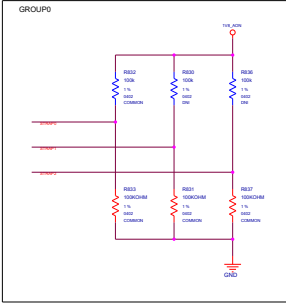 GROUP0
1V8_AON
R832
100k
1%
0402
COMMON
R830
100k
1%
0402
DNI
R836
100k
1%
0402
DNI
R833
100KOHM
1%
0402
COMMON
R831
100KOHM
1%
0402
COMMON
R837
100KOHM
1%
0402
COMMON
GND